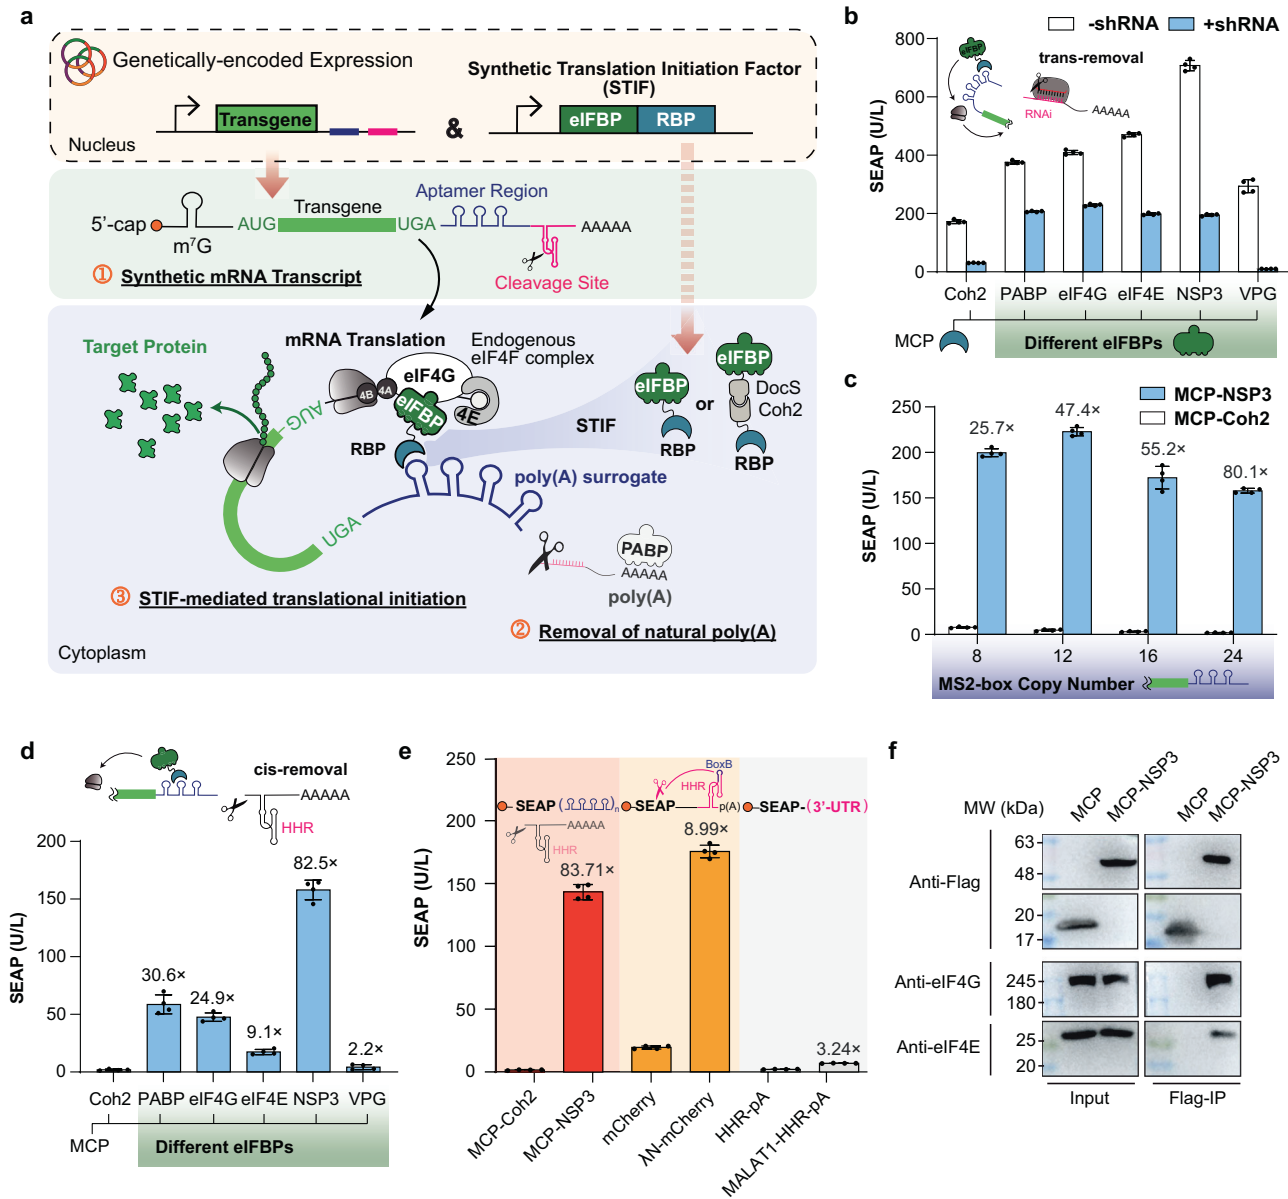 a
Genetically-encoded Expression
Synthetic Translation Initiation Factor
(STIF)
Transgene
&
eIFBP
RBP
Nucleus
5'-cap
m⁷G
AUG
Transgene
UGA
Aptamer Region
AAAAA
Cleavage Site
① Synthetic mRNA Transcript
Target Protein
mRNA Translation
Endogenous
eIF4F complex
eIF4G
4B
4A
eIFBP
4E
AUG
RBP
STIF
eIFBP
RBP
or
eIFBP
DocS
Coh2
RBP
poly(A) surrogate
UGA
PABP
AAAAA
poly(A)
③ STIF-mediated translational initiation
② Removal of natural poly(A)
Cytoplasm
b
-shRNA
+shRNA
SEAP (U/L)
800
600
400
200
0
eIFBP
trans-removal
RNAi
AAAAA
Coh2 PABP eIF4G eIF4E NSP3 VPG
MCP
Different eIFBPs
c
SEAP (U/L)
250
200
150
100
50
0
MCP-NSP3
MCP-Coh2
25.7×
47.4×
55.2×
80.1×
8 12 16 24
MS2-box Copy Number
d
cis-removal
AAAAA
HHR
SEAP (U/L)
200
150
100
50
0
30.6×
24.9×
9.1×
82.5×
2.2×
Coh2 PABP eIF4G eIF4E NSP3 VPG
MCP
Different eIFBPs
e
SEAP (U/L)
250
200
150
100
50
0
SEAP
n
AAAAA
HHR
SEAP
HHR
BoxB
p(A)
SEAP-(3'-UTR)
83.71×
8.99×
3.24×
MCP-Coh2
MCP-NSP3
mCherry
λN-mCherry
HHR-pA
MALAT1-HHR-pA
f
MW (kDa)
MCP
MCP-NSP3
MCP
MCP-NSP3
Anti-Flag
63
48
20
17
Anti-eIF4G
245
180
Anti-eIF4E
25
20
Input
Flag-IP